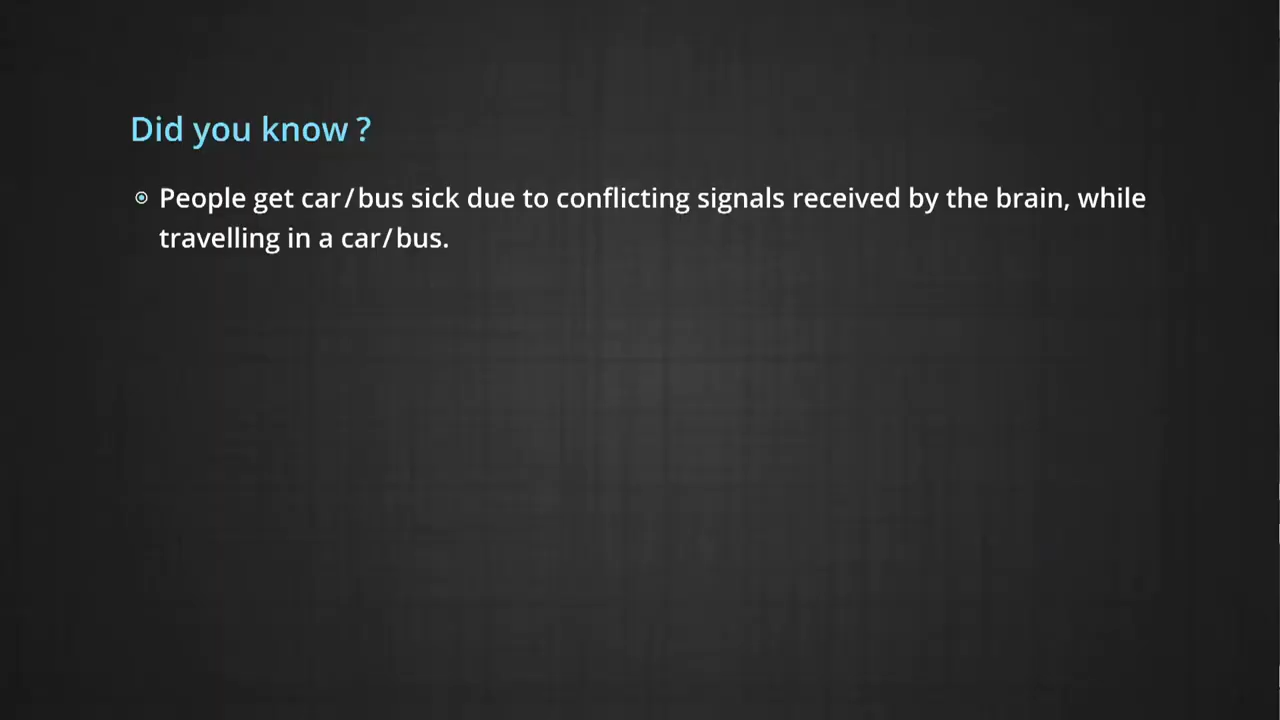 Did you know ?
People get car/bus sick due to conflicting signals received by the brain, while
travelling in a car/bus.